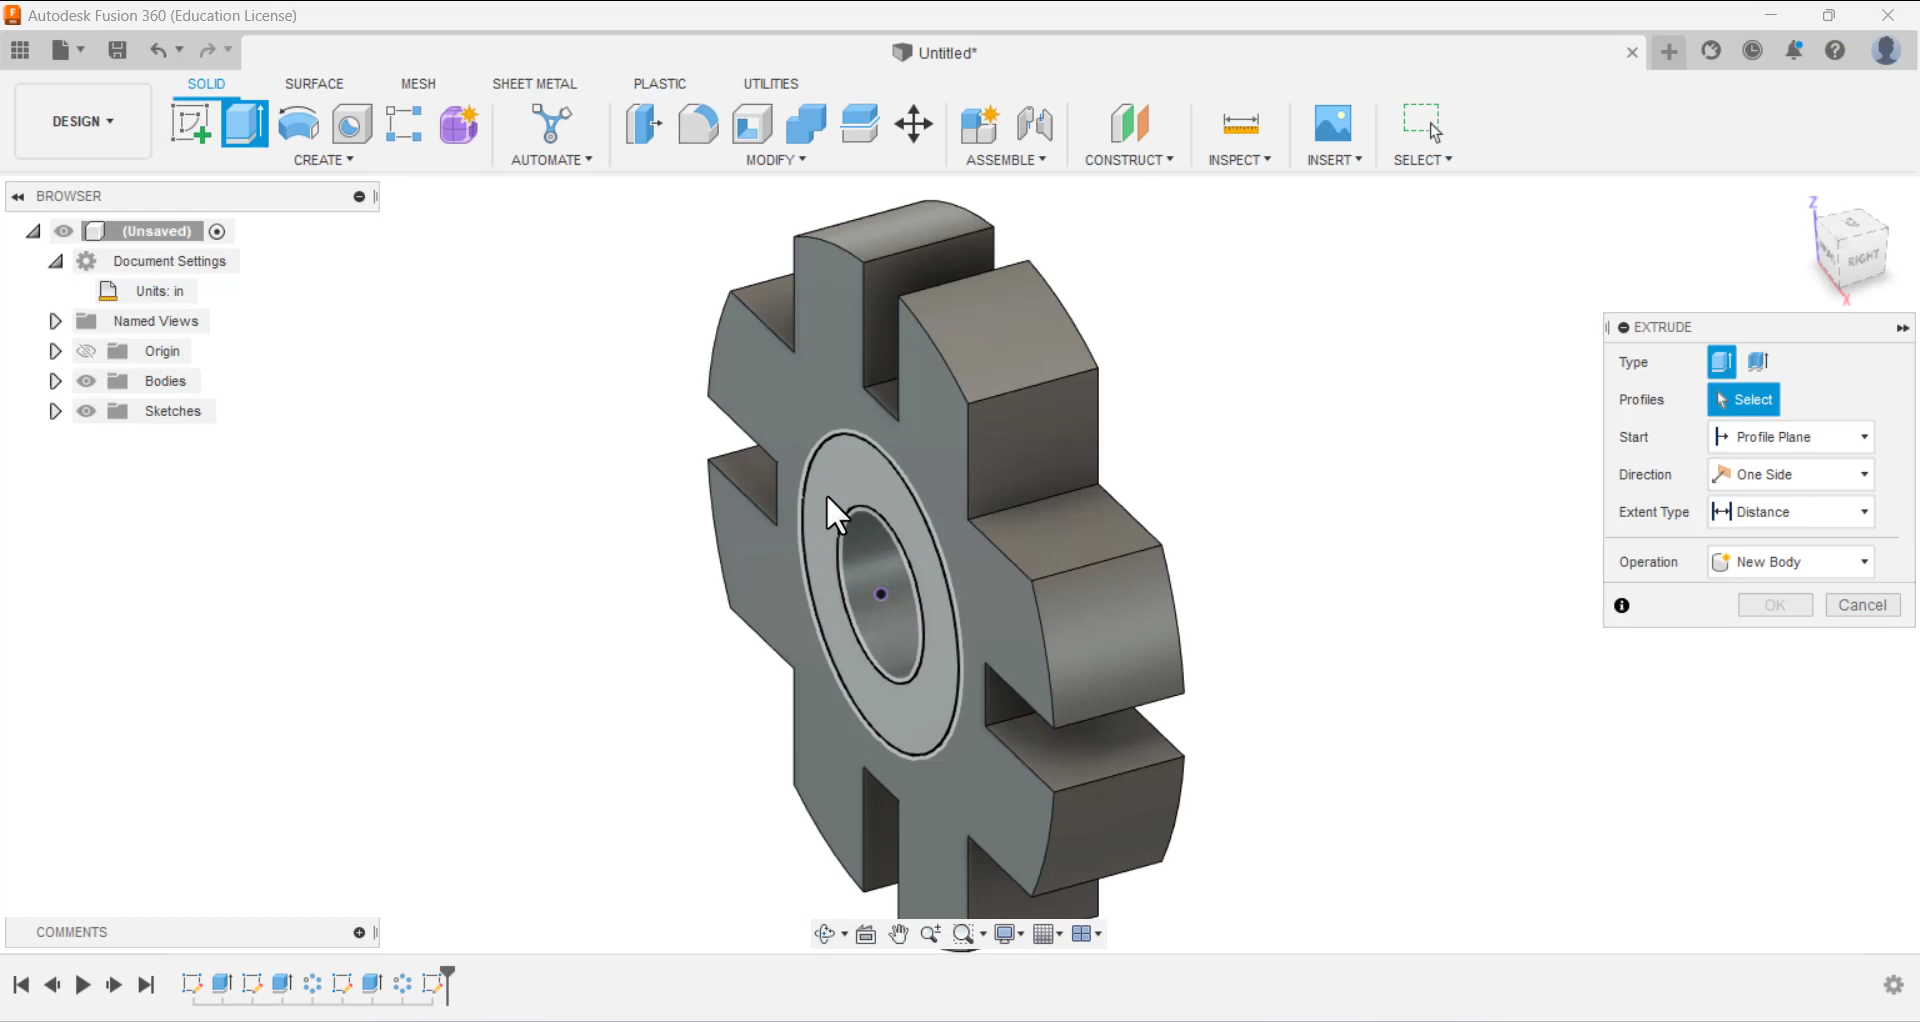 Autodesk Fusion 360 (Education License)
Untitled*
SOLID SURFACE MESH SHEET METAL PLASTIC UTILITIES
DESIGN
CREATE AUTOMATE MODIFY ASSEMBLE CONSTRUCT INSPECT INSERT SELECT
BROWSER
(Unsaved)
Document Settings
Units: in
Named Views
Origin
Bodies
Sketches
Z
RIGHT
X
EXTRUDE
Type
Profiles Select
Start Profile Plane
Direction One Side
Extent Type Distance
Operation New Body
OK Cancel
COMMENTS